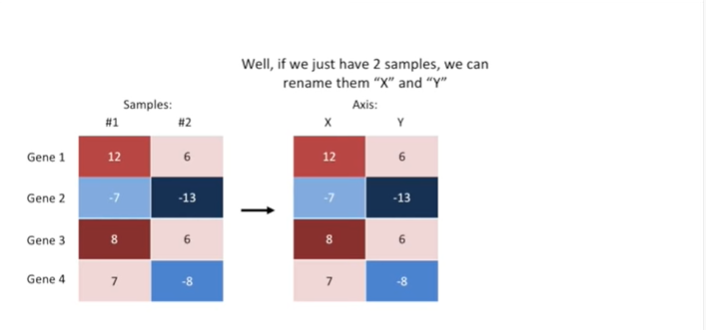 Well, if we just have 2 samples, we can
rename them “X” and “Y”
Samples:
Axis:
#1 #2
X Y
Gene 1 12 6 12 6
Gene 2 -7 -13 -7 -13
Gene 3 8 6 8 6
Gene 4 7 -8 7 -8